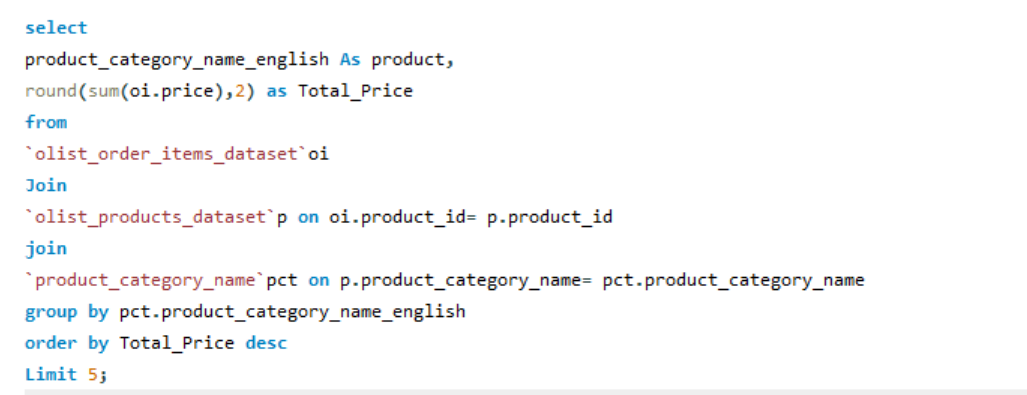 select
product_category_name_english As product,
round(sum(oi.price),2) as Total_Price
from
`olist_order_items_dataset`oi
Join
`olist_products_dataset`p on oi.product_id= p.product_id
join
`product_category_name`pct on p.product_category_name= pct.product_category_name
group by pct.product_category_name_english
order by Total_Price desc
Limit 5;